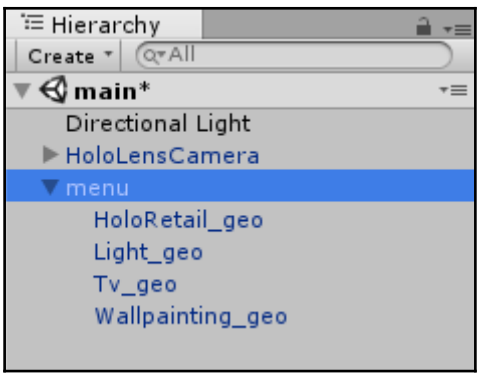 Hierarchy
Create All
main*
Directional Light
HoloLensCamera
menu
HoloRetail_geo
Light_geo
Tv_geo
Wallpainting_geo